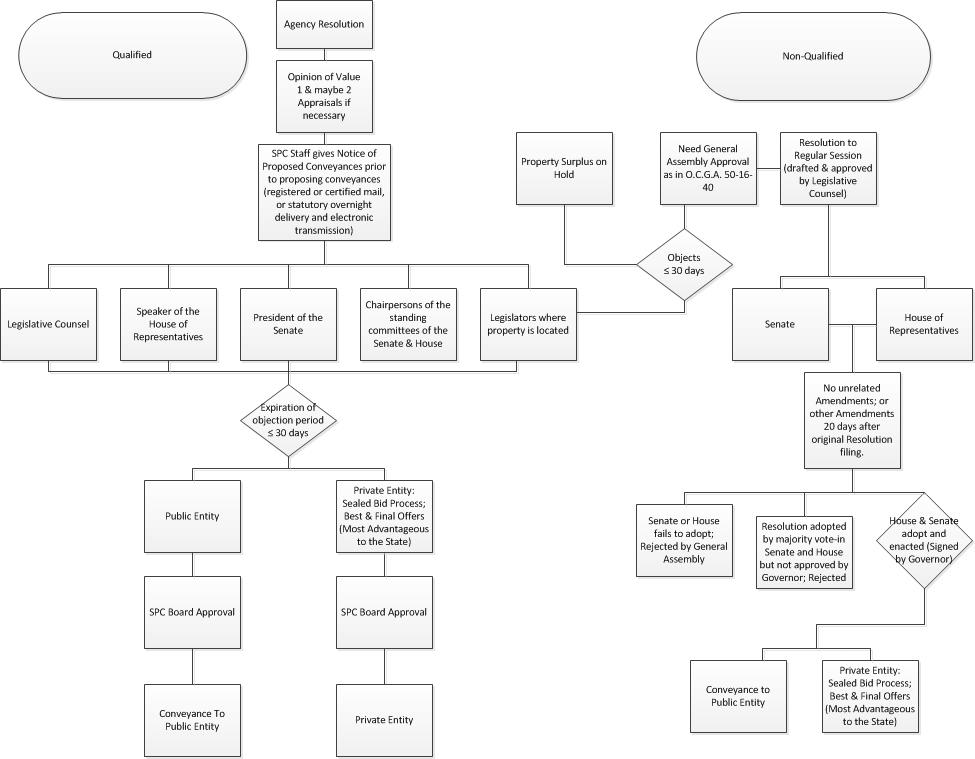 Qualified
Agency Resolution
Non-Qualified
Opinion of Value
1 & maybe 2
Appraisals if
necessary
SPC Staff gives Notice of
Proposed Conveyances prior
to proposing conveyances
(registered or certified mail,
or statutory overnight
delivery and electronic
transmission)
Property Surplus on
Hold
Need General
Assembly Approval
as in O.C.G.A. 50-16-
40
Resolution to
Regular Session
(drafted & approved
by Legislative
Counsel)
Objects
≤ 30 days
Legislative Counsel
Speaker of the
House of
Representatives
President of the
Senate
Chairpersons of the
standing
committees of the
Senate & House
Legislators where
property is located
Senate
House of
Representatives
Expiration of
objection period
≤ 30 days
No unrelated
Amendments; or
other Amendments
20 days after
original Resolution
filing.
Public Entity
Private Entity:
Sealed Bid Process;
Best & Final Offers
(Most Advantageous
to the State)
Senate or House
fails to adopt;
Rejected by General
Assembly
Resolution adopted
by majority vote-in
Senate and House
but not approved by
Governor; Rejected
House & Senate
adopt and
enacted (Signed
by Governor)
SPC Board Approval
SPC Board Approval
Conveyance To
Public Entity
Private Entity
Conveyance to
Public Entity
Private Entity:
Sealed Bid Process;
Best & Final Offers
(Most Advantageous
to the State)